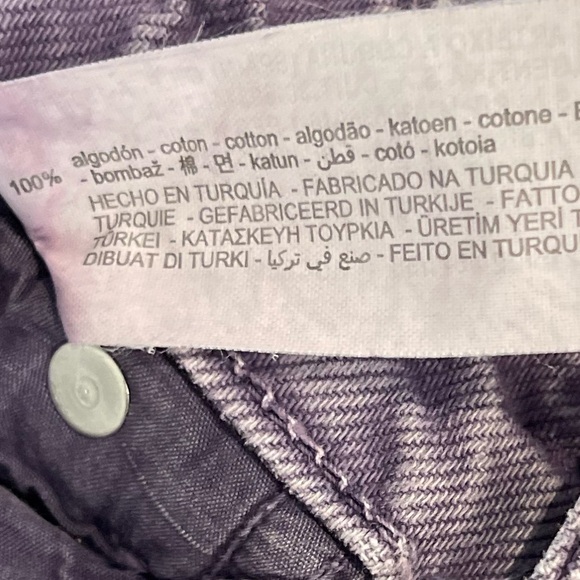 100% algodón - coton - cotton - algodão - katoen - cotone -
- bombaž - 棉 - 면 - katun - قطن - cotó - kotoia
HECHO EN TURQUÍA - FABRICADO NA TURQUIA
TURQUIE - GEFABRICEERD IN TURKIJE - FATTO
TÜRKEI - ΚΑΤΑΣΚΕΥΗ ΤΟΥΡΚΙΑ - ÜRETİM YERİ T
DIBUAT DI TURKI - صنع في تركيا - FEITO EN TURQU